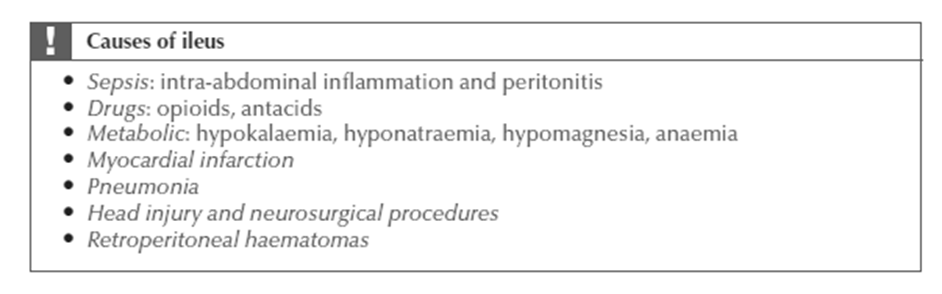 ! Causes of ileus
• Sepsis: intra-abdominal inflammation and peritonitis
• Drugs: opioids, antacids
• Metabolic: hypokalaemia, hyponatraemia, hypomagnesia, anaemia
• Myocardial infarction
• Pneumonia
• Head injury and neurosurgical procedures
• Retroperitoneal haematomas